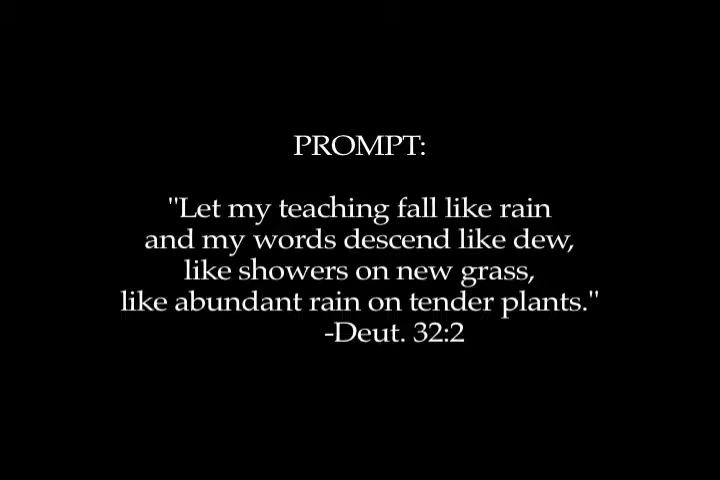 PROMPT:
"Let my teaching fall like rain
and my words descend like dew,
like showers on new grass,
like abundant rain on tender plants."
-Deut. 32:2